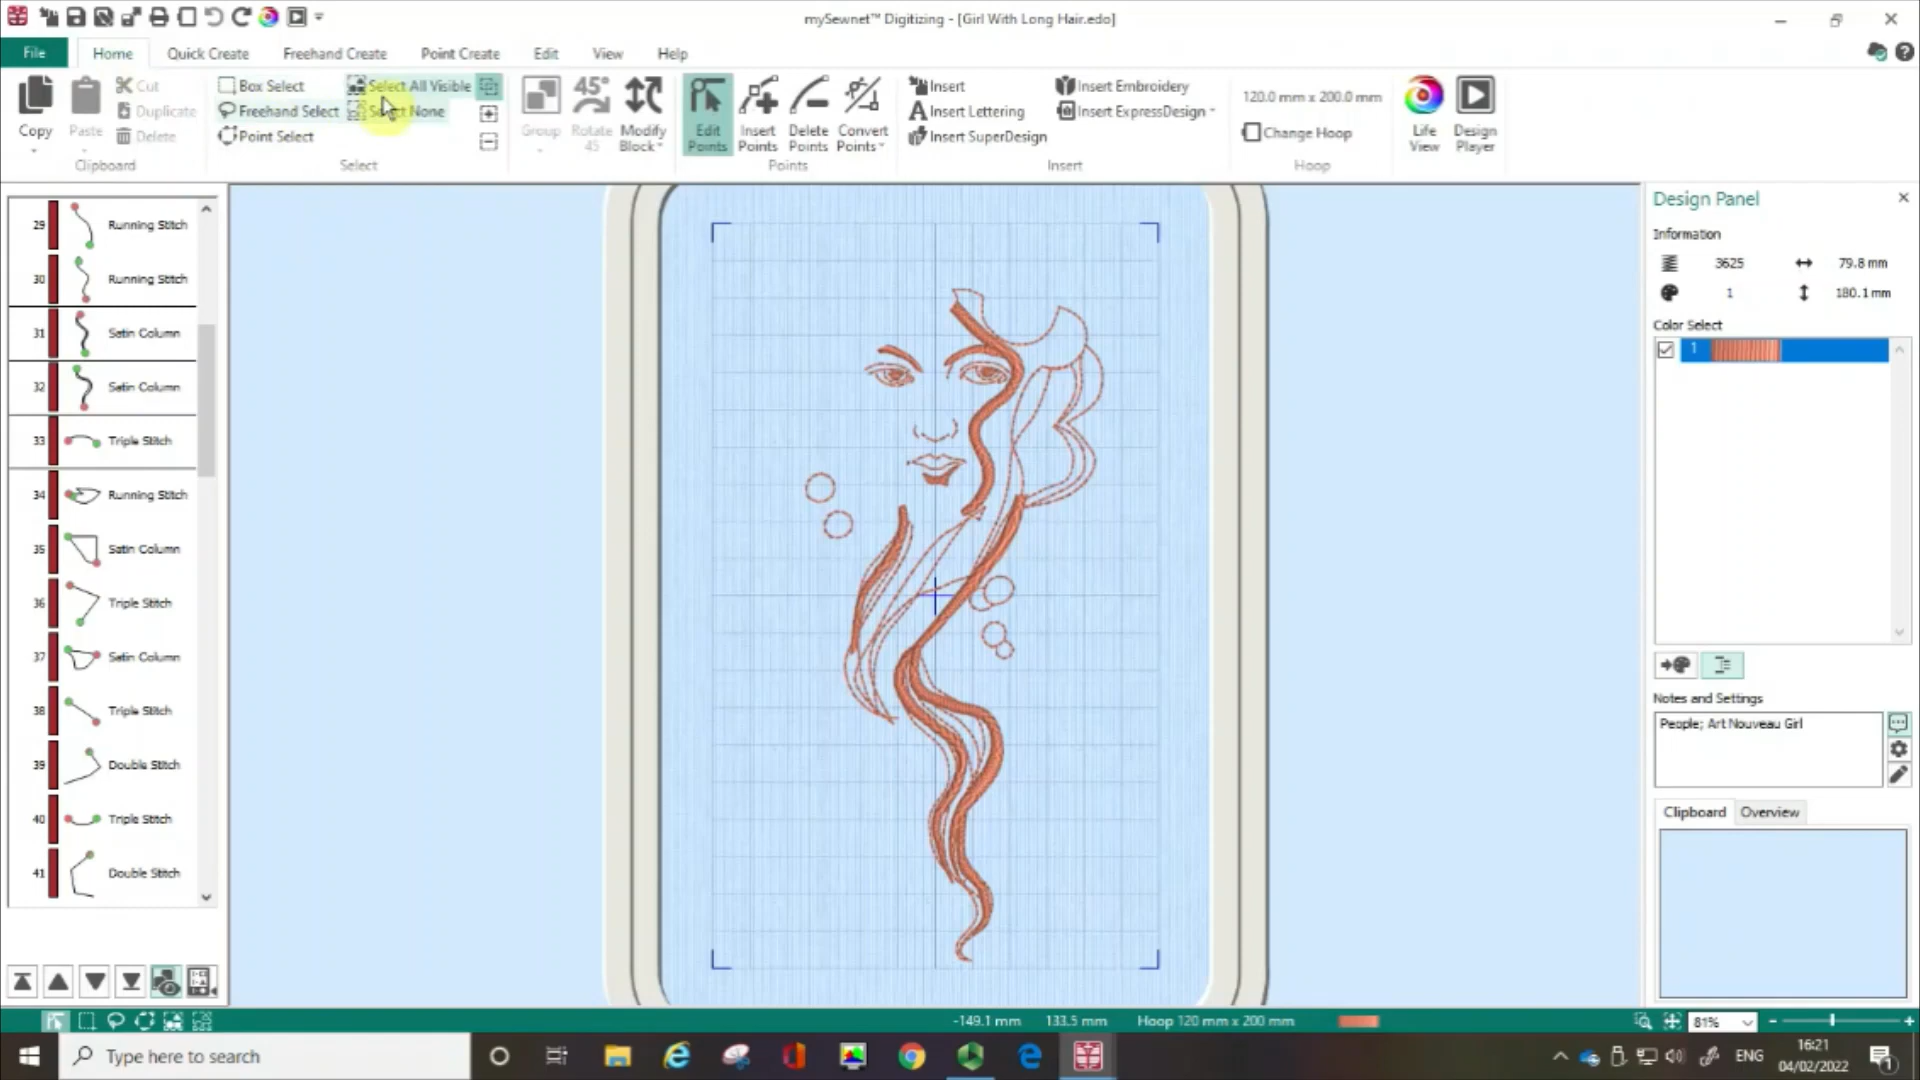 mySewnet™ Digitizing - [Girl With Long Hair.edo]
File
Home
Quick Create
Freehand Create
Point Create
Edit
View
Help
Copy
Paste
Cut
Duplicate
Delete
Clipboard
Box Select
Freehand Select
Point Select
Select All Visible
Select None
Select
Group
Rotate 45
45°
Modify Block
Edit Points
Insert Points
Delete Points
Convert Points
Points
Insert
Insert Lettering
Insert SuperDesign
Insert Embroidery
Insert ExpressDesign
Insert
120.0 mm x 200.0 mm
Change Hoop
Hoop
Life View
Design Player
29 Running Stitch
30 Running Stitch
31 Satin Column
32 Satin Column
33 Triple Stitch
34 Running Stitch
35 Satin Column
36 Triple Stitch
37 Satin Column
38 Triple Stitch
39 Double Stitch
40 Triple Stitch
41 Double Stitch
Design Panel
Information
3625 79.8 mm
1 180.1 mm
Color Select
1
Notes and Settings
People; Art Nouveau Girl
Clipboard Overview
-149.1 mm 133.5 mm Hoop 120 mm x 200 mm
81%
Type here to search
ENG
16:21
04/02/2022
1